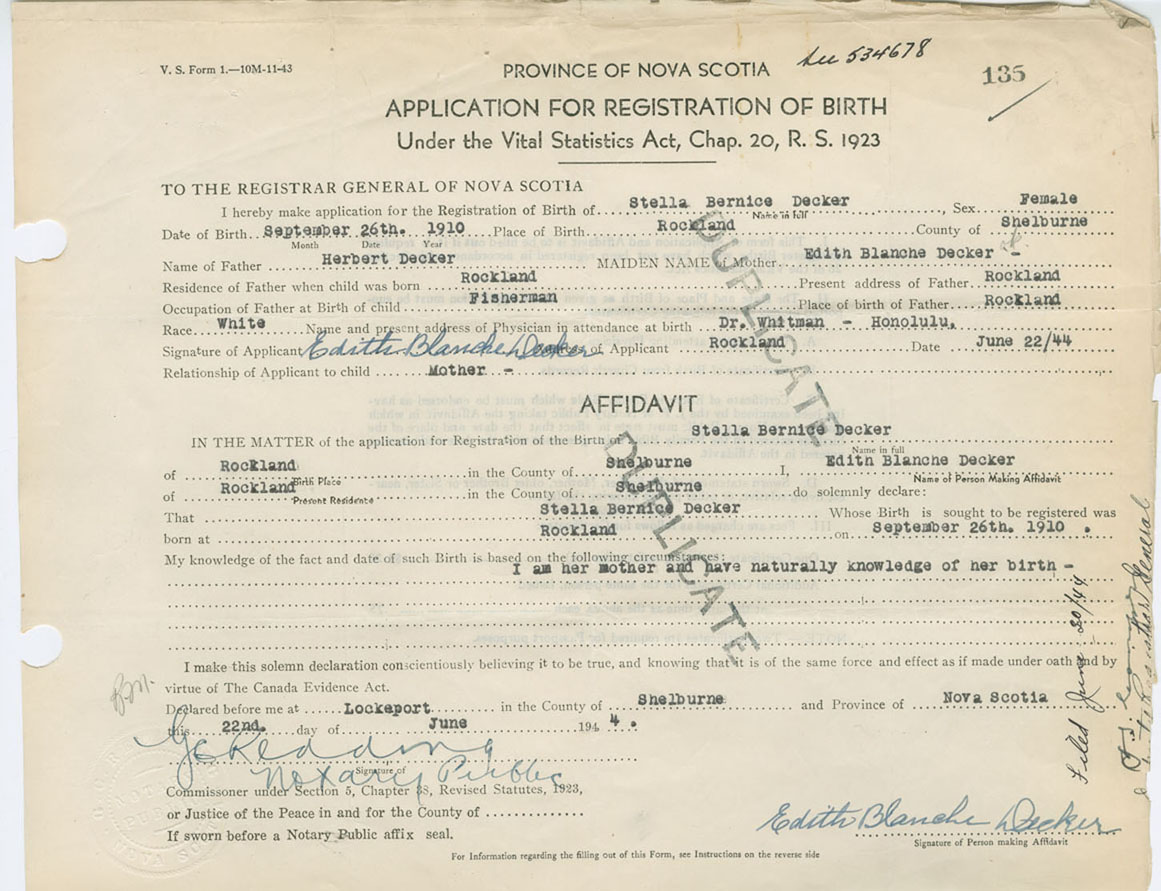 V. S. Form 1.—10M-11-43
PROVINCE OF NOVA SCOTIA
534678
135
APPLICATION FOR REGISTRATION OF BIRTH
Under the Vital Statistics Act, Chap. 20, R. S. 1923
TO THE REGISTRAR GENERAL OF NOVA SCOTIA
I hereby make application for the Registration of Birth of Stella Bernice Decker, Sex Female
Name in full
Date of Birth September 26th. 1910 Place of Birth Rockland County of Shelburne
Month Date Year
Name of Father Herbert Decker MAIDEN NAME of Mother Edith Blanche Decker -
Residence of Father when child was born Rockland Present address of Father Rockland
Occupation of Father at Birth of child Fisherman Place of birth of Father Rockland
Race White Name and present address of Physician in attendance at birth Dr. Whitman - Honolulu,
Signature of Applicant Edith Blanche Decker of Applicant Rockland Date June 22/44
Relationship of Applicant to child Mother -
DUPLICATE
AFFIDAVIT
IN THE MATTER of the application for Registration of the Birth of Stella Bernice Decker
Name in full
of Rockland in the County of Shelburne I, Edith Blanche Decker
Birth Place Name of Person Making Affidavit
of Rockland in the County of Shelburne do solemnly declare:
Present Residence
That Stella Bernice Decker Whose Birth is sought to be registered was
born at Rockland on September 26th. 1910 .
DUPLICATE
My knowledge of the fact and date of such Birth is based on the following circumstances:
I am her mother and have naturally knowledge of her birth -
I make this solemn declaration conscientiously believing it to be true, and knowing that it is of the same force and effect as if made under oath and by
virtue of The Canada Evidence Act.
Declared before me at Lockeport in the County of Shelburne and Province of Nova Scotia
this 22nd. day of June 1944.
G C Redding
Signature of
Notary Public
Commissioner under Section 5, Chapter 38, Revised Statutes, 1923,
or Justice of the Peace in and for the County of
If sworn before a Notary Public affix seal.
Edith Blanche Decker
Signature of Person making Affidavit
For Information regarding the filling out of this Form, see Instructions on the reverse side
Filed June 30/44
General